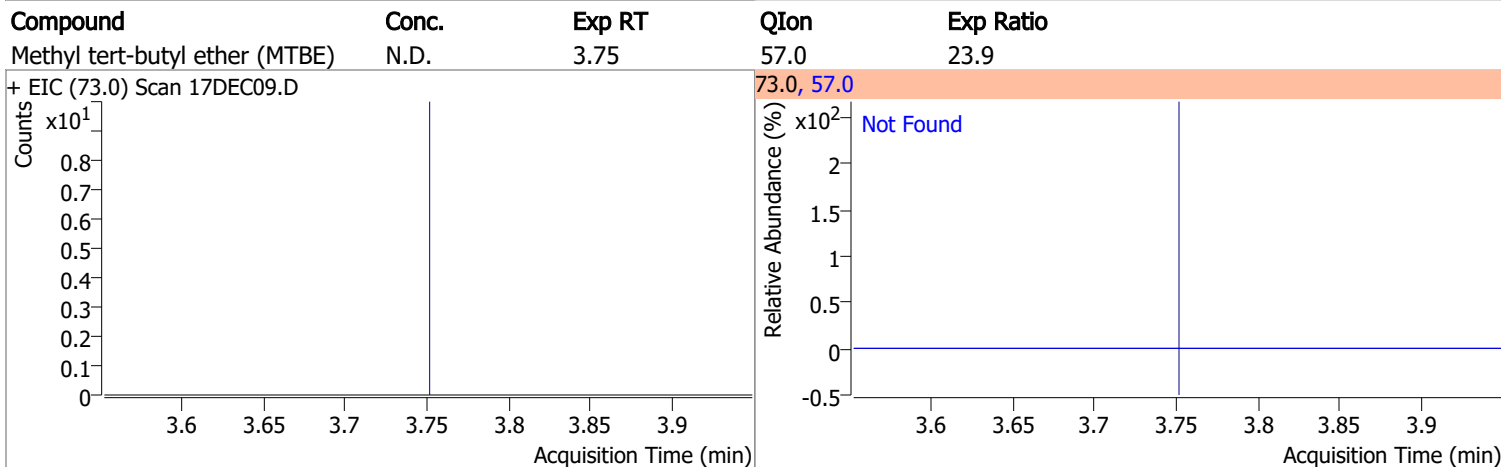 Compound Conc. Exp RT QIon Exp Ratio
Methyl tert-butyl ether (MTBE) N.D. 3.75 57.0 23.9
+ EIC (73.0) Scan 17DEC09.D
Counts
x10¹
0.8
0.7
0.6
0.5
0.4
0.3
0.2
0.1
0
3.6 3.65 3.7 3.75 3.8 3.85 3.9
Acquisition Time (min)
73.0, 57.0
Relative Abundance (%)
x10²
Not Found
2
1.5
1
0.5
0
-0.5
3.6 3.65 3.7 3.75 3.8 3.85 3.9
Acquisition Time (min)